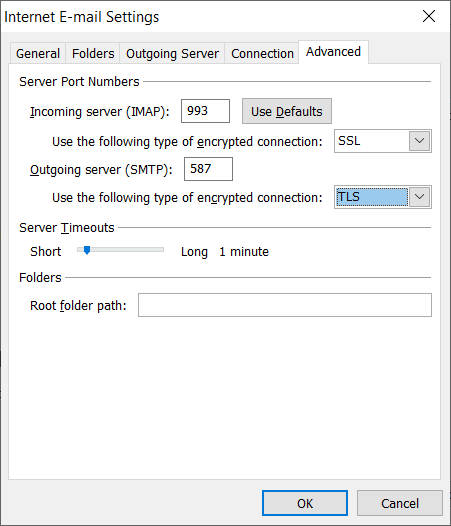 Internet E-mail Settings
General Folders Outgoing Server Connection Advanced
Server Port Numbers
Incoming server (IMAP): 993 Use Defaults
Use the following type of encrypted connection: SSL
Outgoing server (SMTP): 587
Use the following type of encrypted connection: TLS
Server Timeouts
Short Long 1 minute
Folders
Root folder path:
OK Cancel